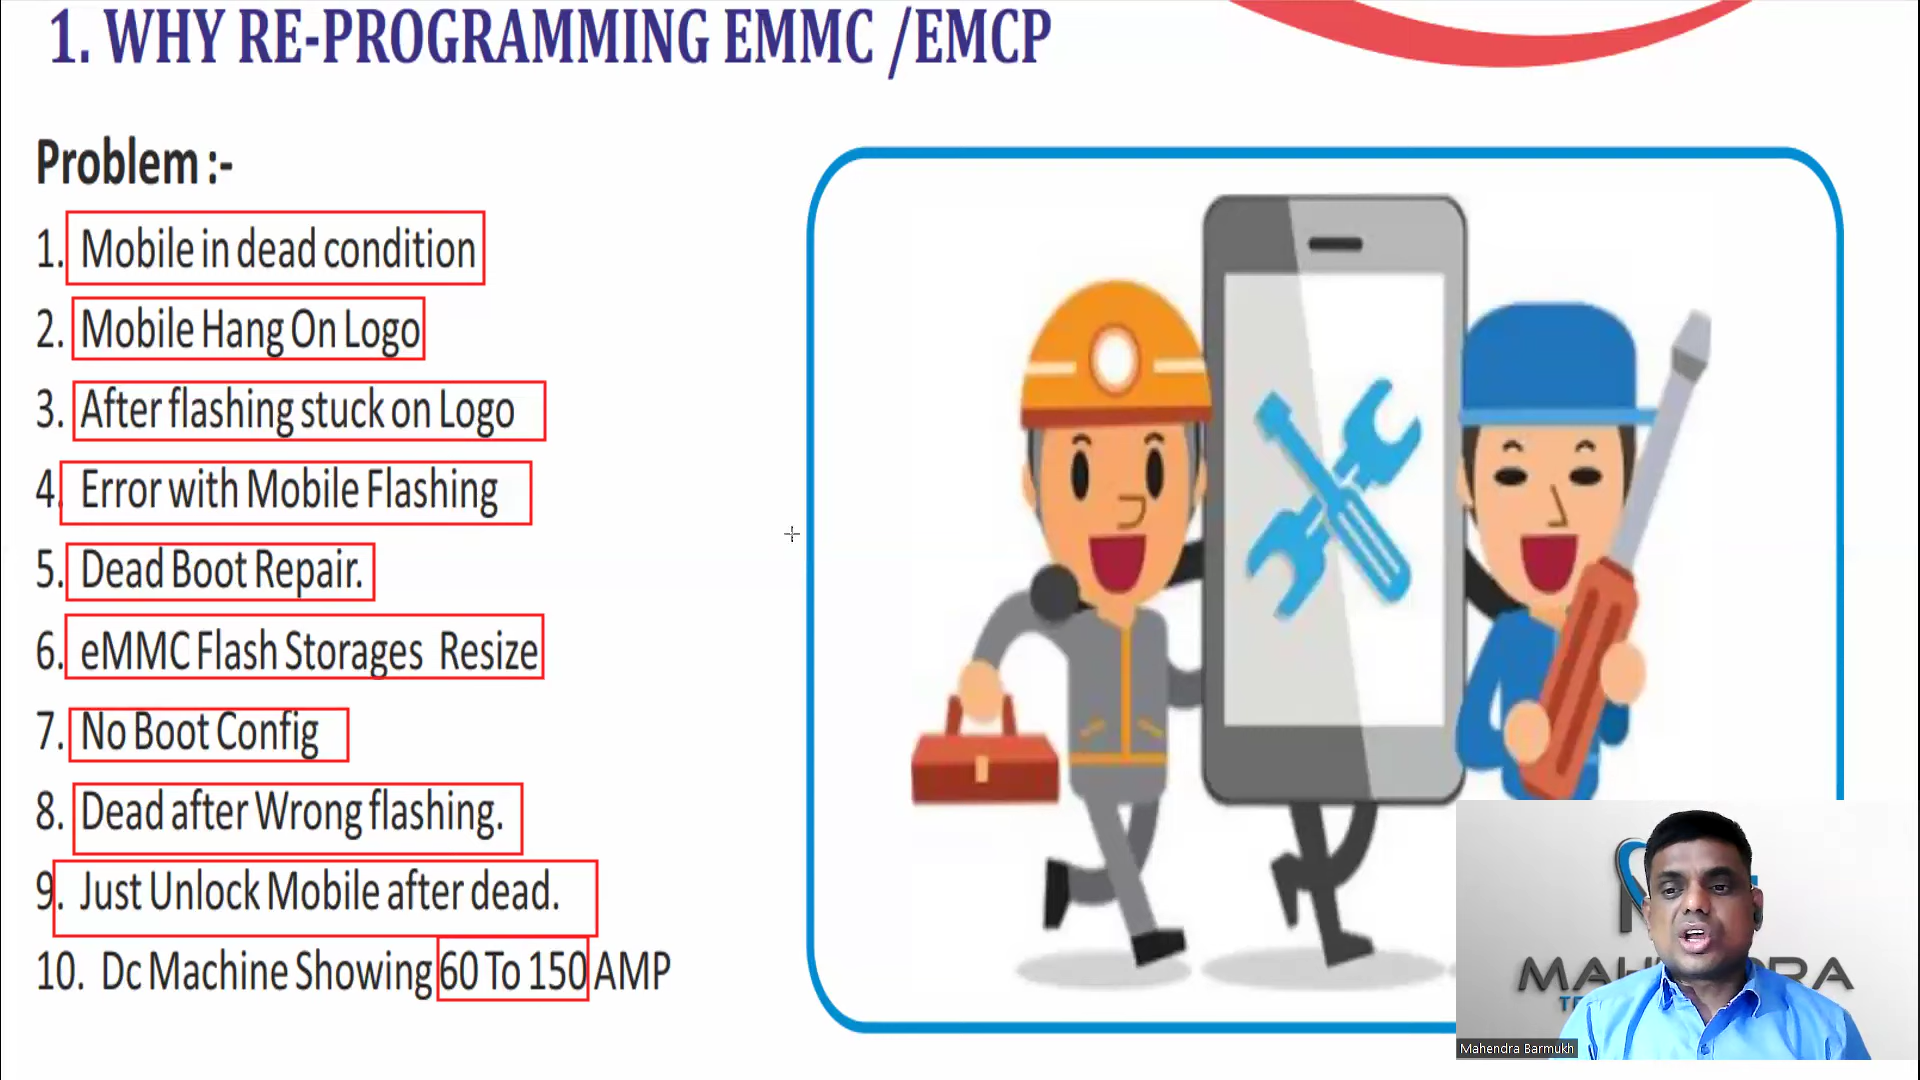 1. WHY RE-PROGRAMMING EMMC /EMCP
Problem :-
1. Mobile in dead condition
2. Mobile Hang On Logo
3. After flashing stuck on Logo
4. Error with Mobile Flashing
5. Dead Boot Repair.
6. eMMC Flash Storages Resize
7. No Boot Config
8. Dead after Wrong flashing.
9. Just Unlock Mobile after dead.
10. Dc Machine Showing 60 To 150 AMP
Mahendra Barmukh